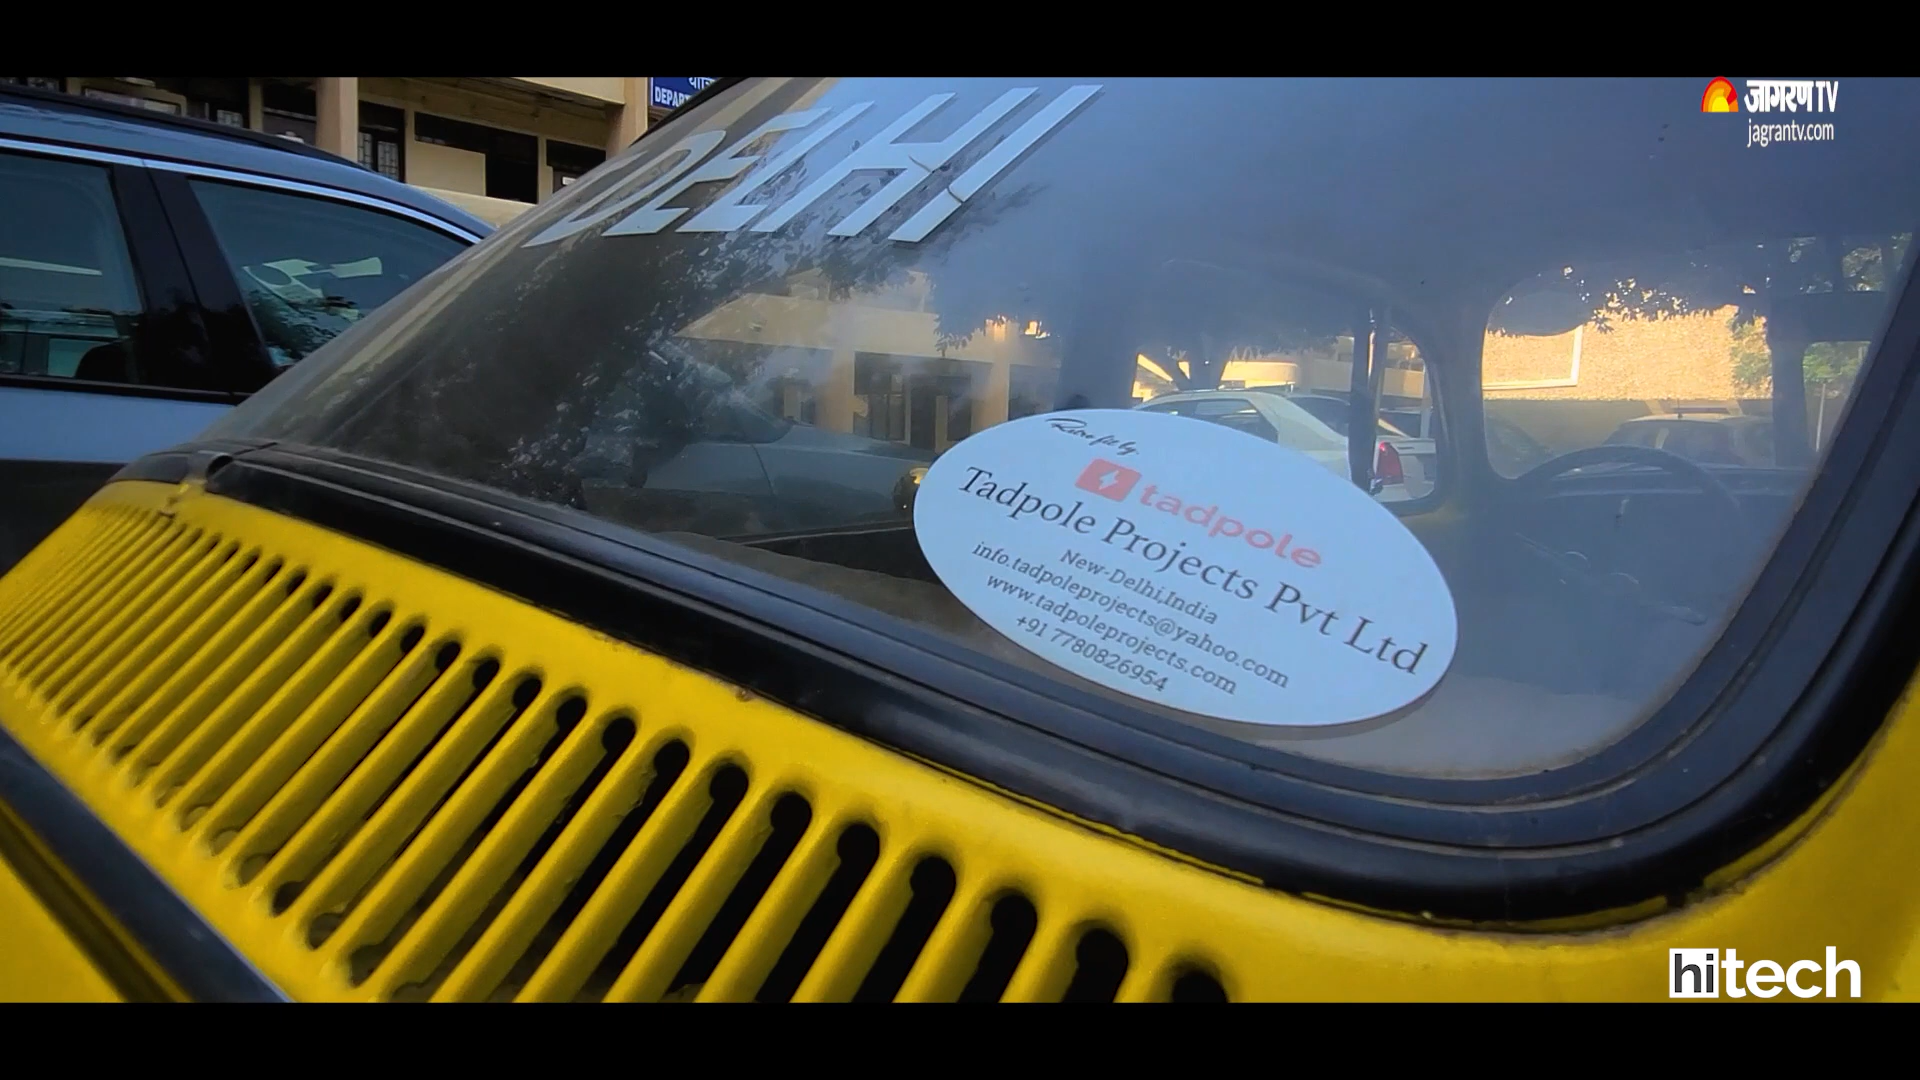 DEPAR
जागरण TV
jagrantv.com
DELHI
Retro fit by
tadpole
Tadpole Projects Pvt Ltd
New-Delhi,India
info.tadpoleprojects@yahoo.com
www.tadpoleprojects.com
+91 7780826954
hitech